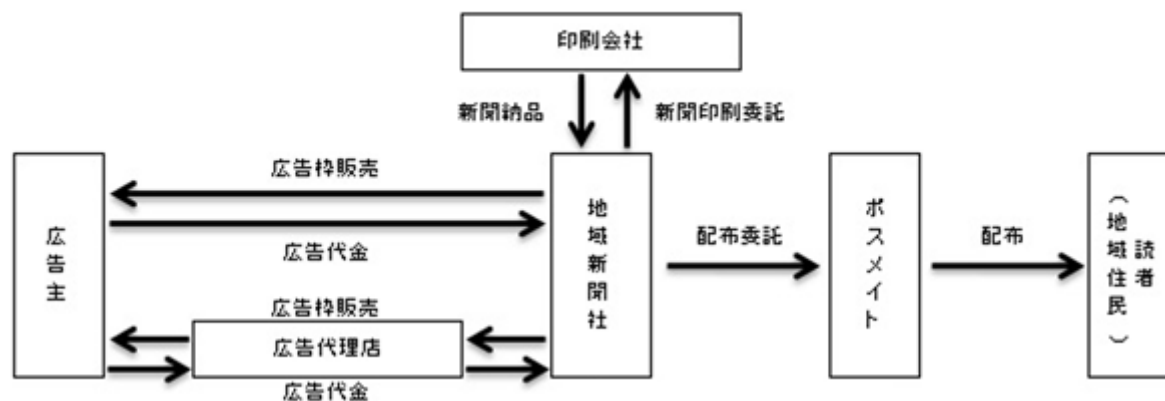 印刷会社
新聞納品
新聞印刷委託
広告枠販売
広告代金
広告主
地域新聞社
配布委託
ポスメイト
配布
読者
（地域住民）
広告枠販売
広告代理店
広告代金